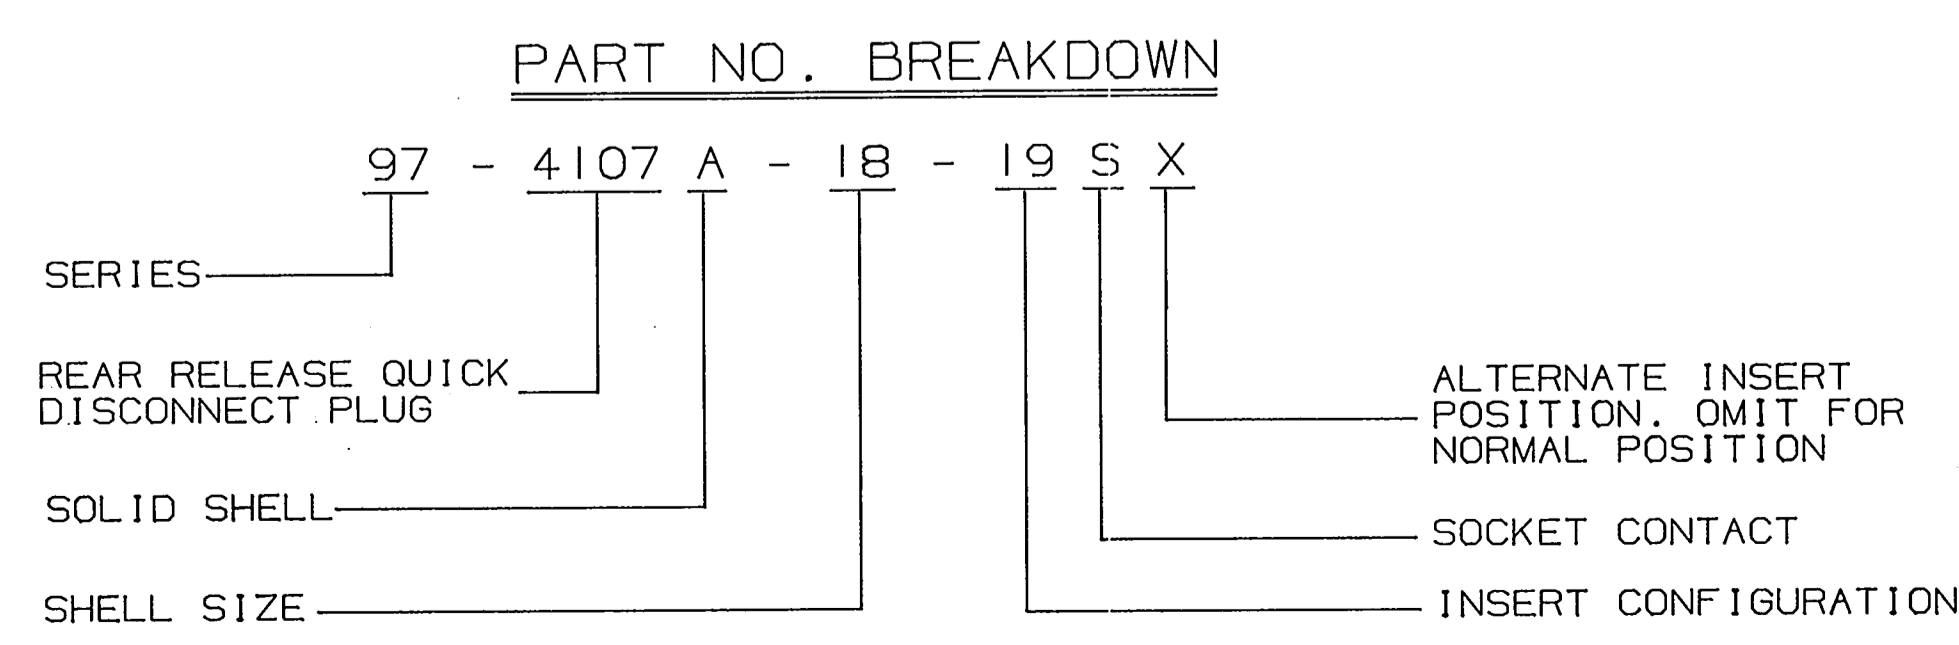 PART NO. BREAKDOWN
97 - 4107 A - 18 - 19 S X
SERIES
REAR RELEASE QUICK
DISCONNECT PLUG
SOLID SHELL
SHELL SIZE
ALTERNATE INSERT
POSITION. OMIT FOR
NORMAL POSITION
SOCKET CONTACT
INSERT CONFIGURATION